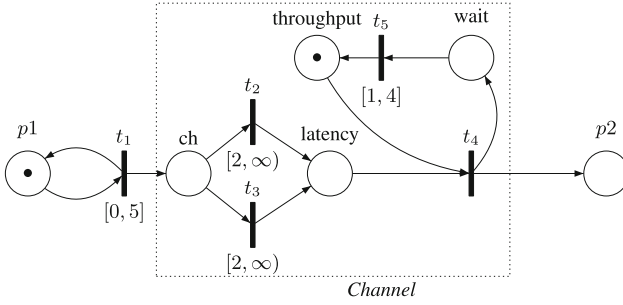 throughput
t5
wait
[1, 4]
t2
p1
t1
ch
[2, ∞)
latency
t4
p2
t3
[0, 5]
[2, ∞)
Channel